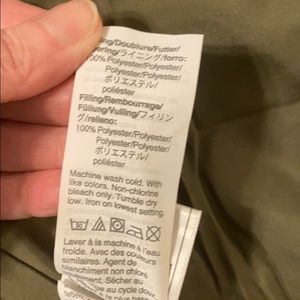 ng/Doublure/Futter/
ering/ライニング/forro:
100% Polyester/Polyester/
Polyester/Polyester/
ポリエステル/
poliéster
Filling/Rembourrage/
Füllung/Vulling/フィリン
グ/relleno:
100% Polyester/Polyester/
Polyester/Polyester/
ポリエステル/
poliéster
Machine wash cold. With
like colors. Non-chlorine
bleach only. Tumble dry
low. Iron on lowest setting.
Laver à la machine à l'eau
froide. Avec des couleurs
similaires. Agent de
blanchiment non chloré
Sécher au